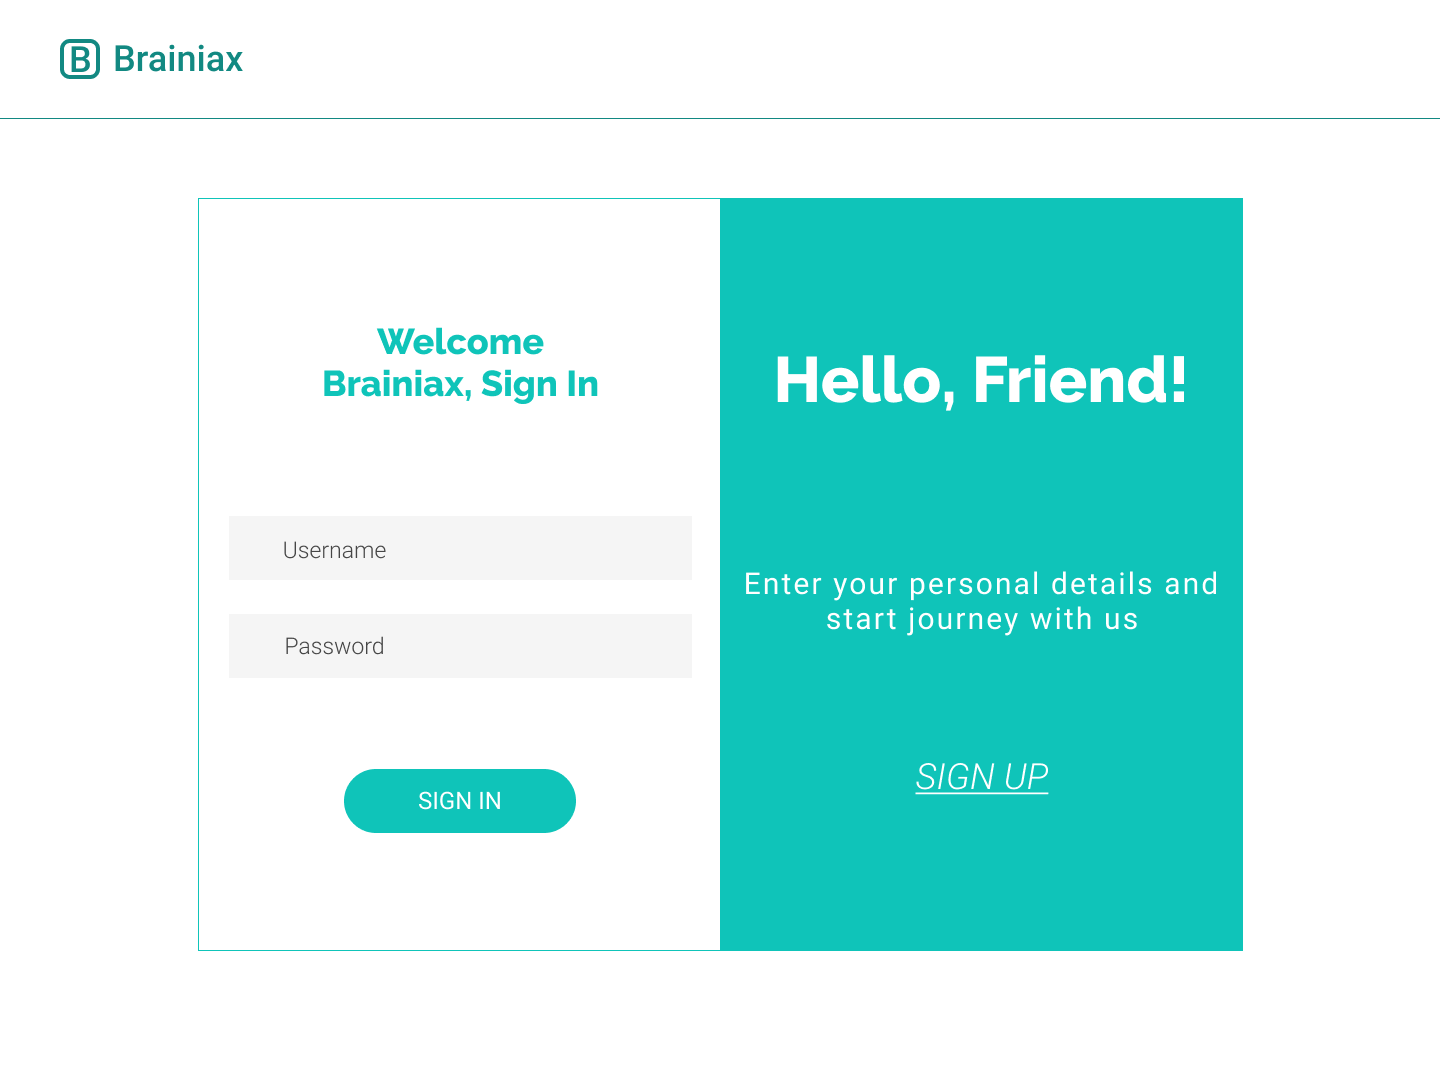 B Brainiax
Welcome
Brainiax, Sign In
Username
Password
SIGN IN
Hello, Friend!
Enter your personal details and
start journey with us
SIGN UP